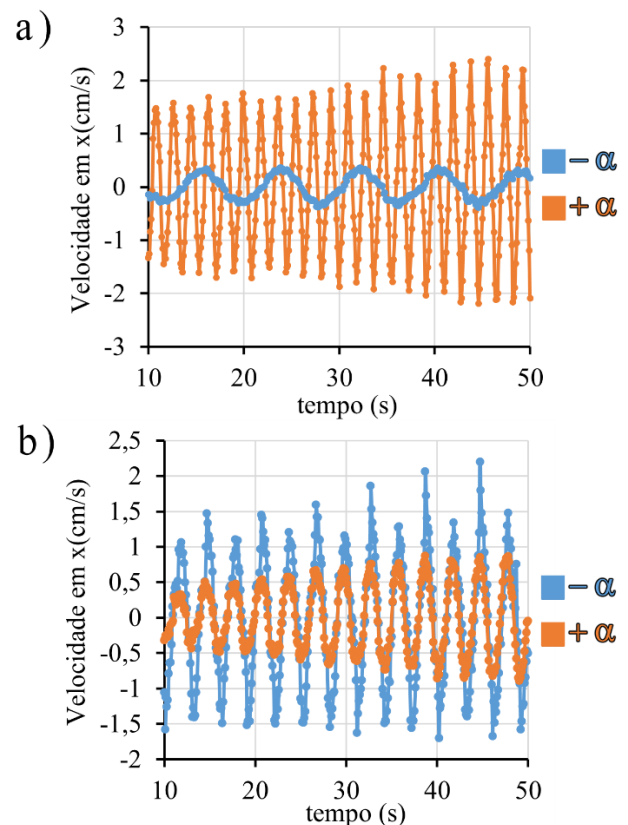 a)
Velocidade em x(cm/s)
3
2
1
0
-1
-2
-3
10 20 30 40 50
tempo (s)
– α
+ α
b)
Velocidade em x(cm/s)
2,5
2
1,5
1
0,5
0
-0,5
-1
-1,5
-2
10 20 30 40 50
tempo (s)
– α
+ α